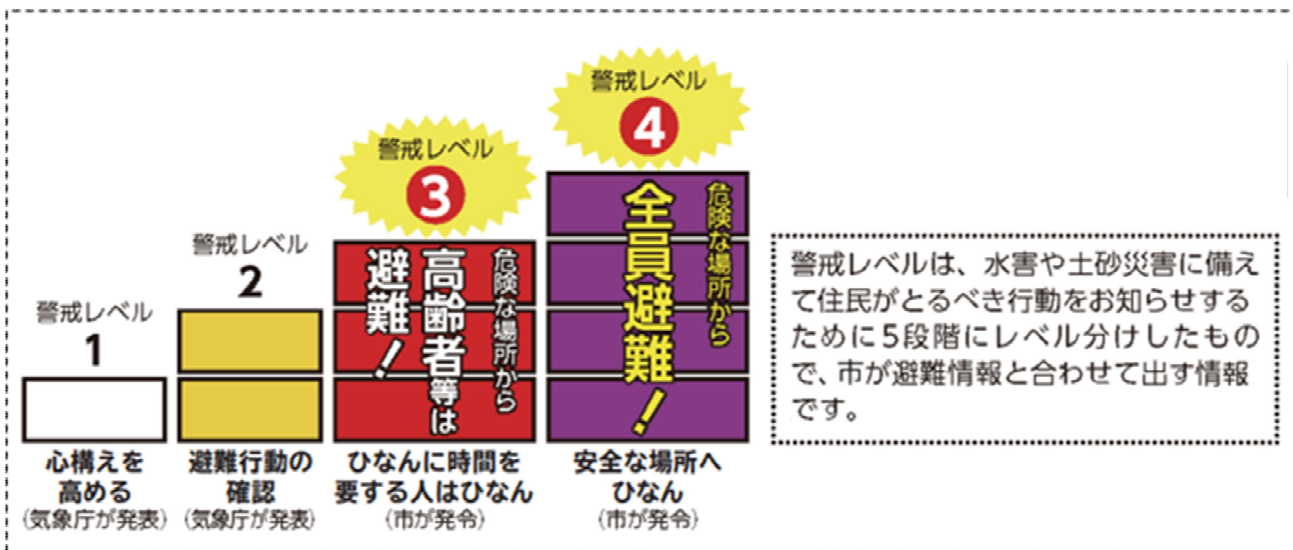 警戒レベル
1
心構えを
高める
(気象庁が発表)
警戒レベル
2
避難行動の
確認
(気象庁が発表)
警戒レベル
3
危険な場所から
高齢者等は
避難!
ひなんに時間を
要する人はひなん
(市が発令)
警戒レベル
4
危険な場所から
全員避難!
安全な場所へ
ひなん
(市が発令)
警戒レベルは、水害や土砂災害に備え
て住民がとるべき行動をお知らせする
ために5段階にレベル分けしたもの
で、市が避難情報と合わせて出す情報
です。